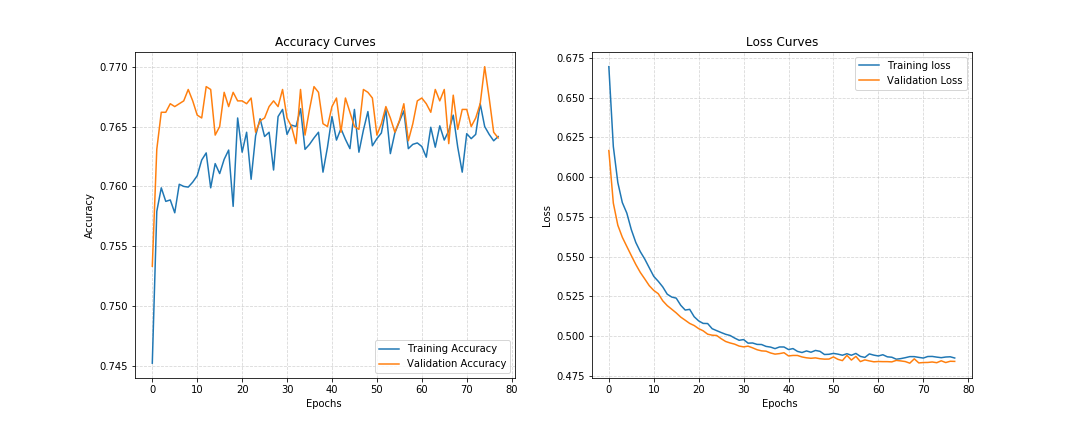 Accuracy Curves
0.770
0.765
0.760
0.755
0.750
0.745
Accuracy
0 10 20 30 40 50 60 70 80
Epochs
Training Accuracy
Validation Accuracy
Loss Curves
0.675
0.650
0.625
0.600
0.575
0.550
0.525
0.500
0.475
Loss
0 10 20 30 40 50 60 70 80
Epochs
Training loss
Validation Loss